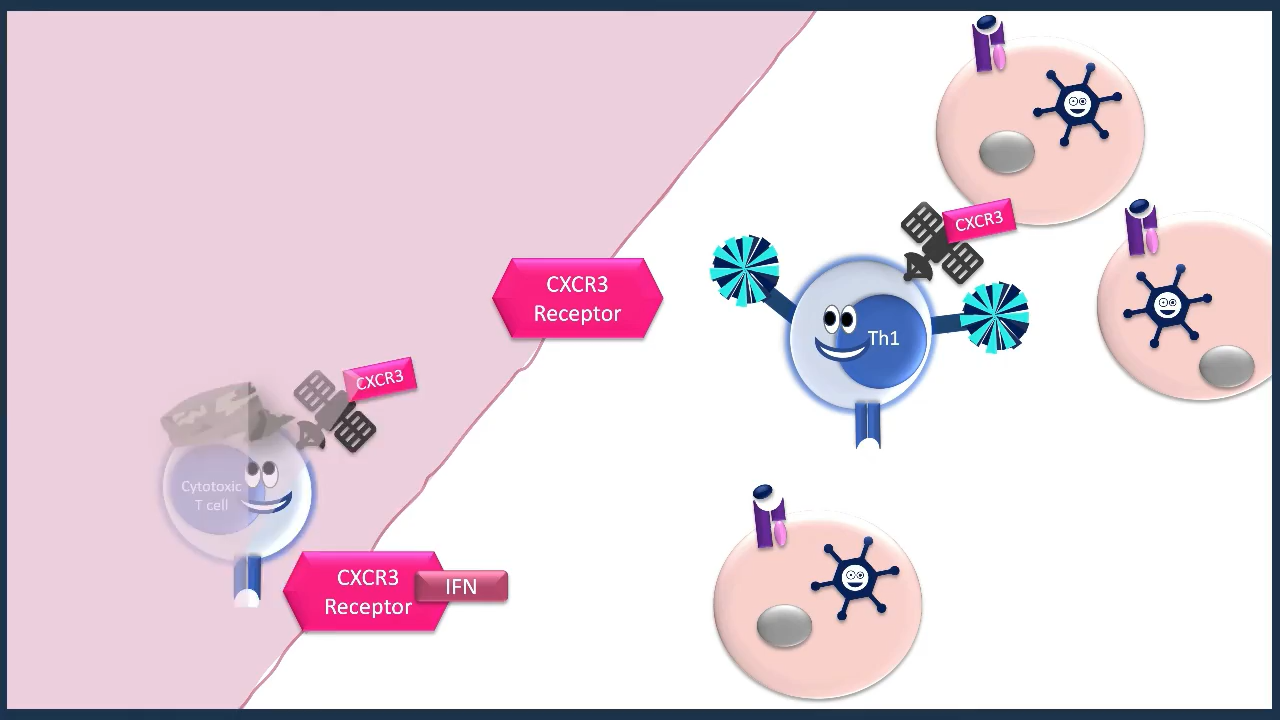 CXCR3
CXCR3
Receptor
Th1
CXCR3
Cytotoxic
T cell
CXCR3
Receptor
IFN